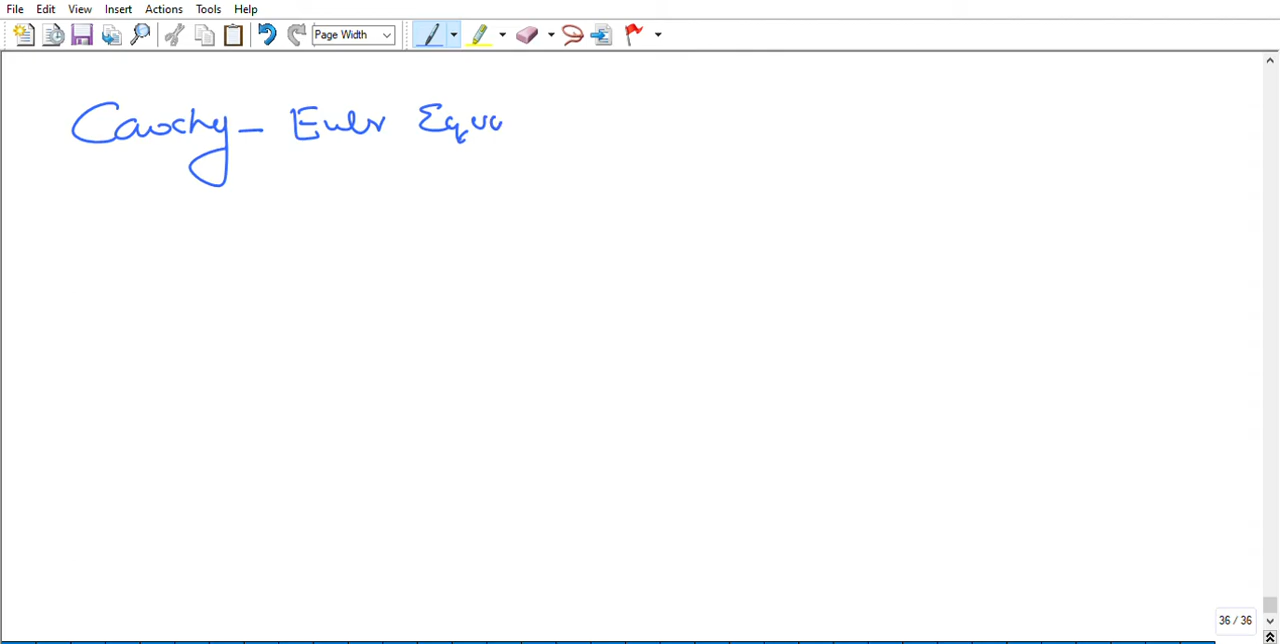 File Edit View Insert Actions Tools Help
Page Width
Cauchy - Euler Equa
36 / 36